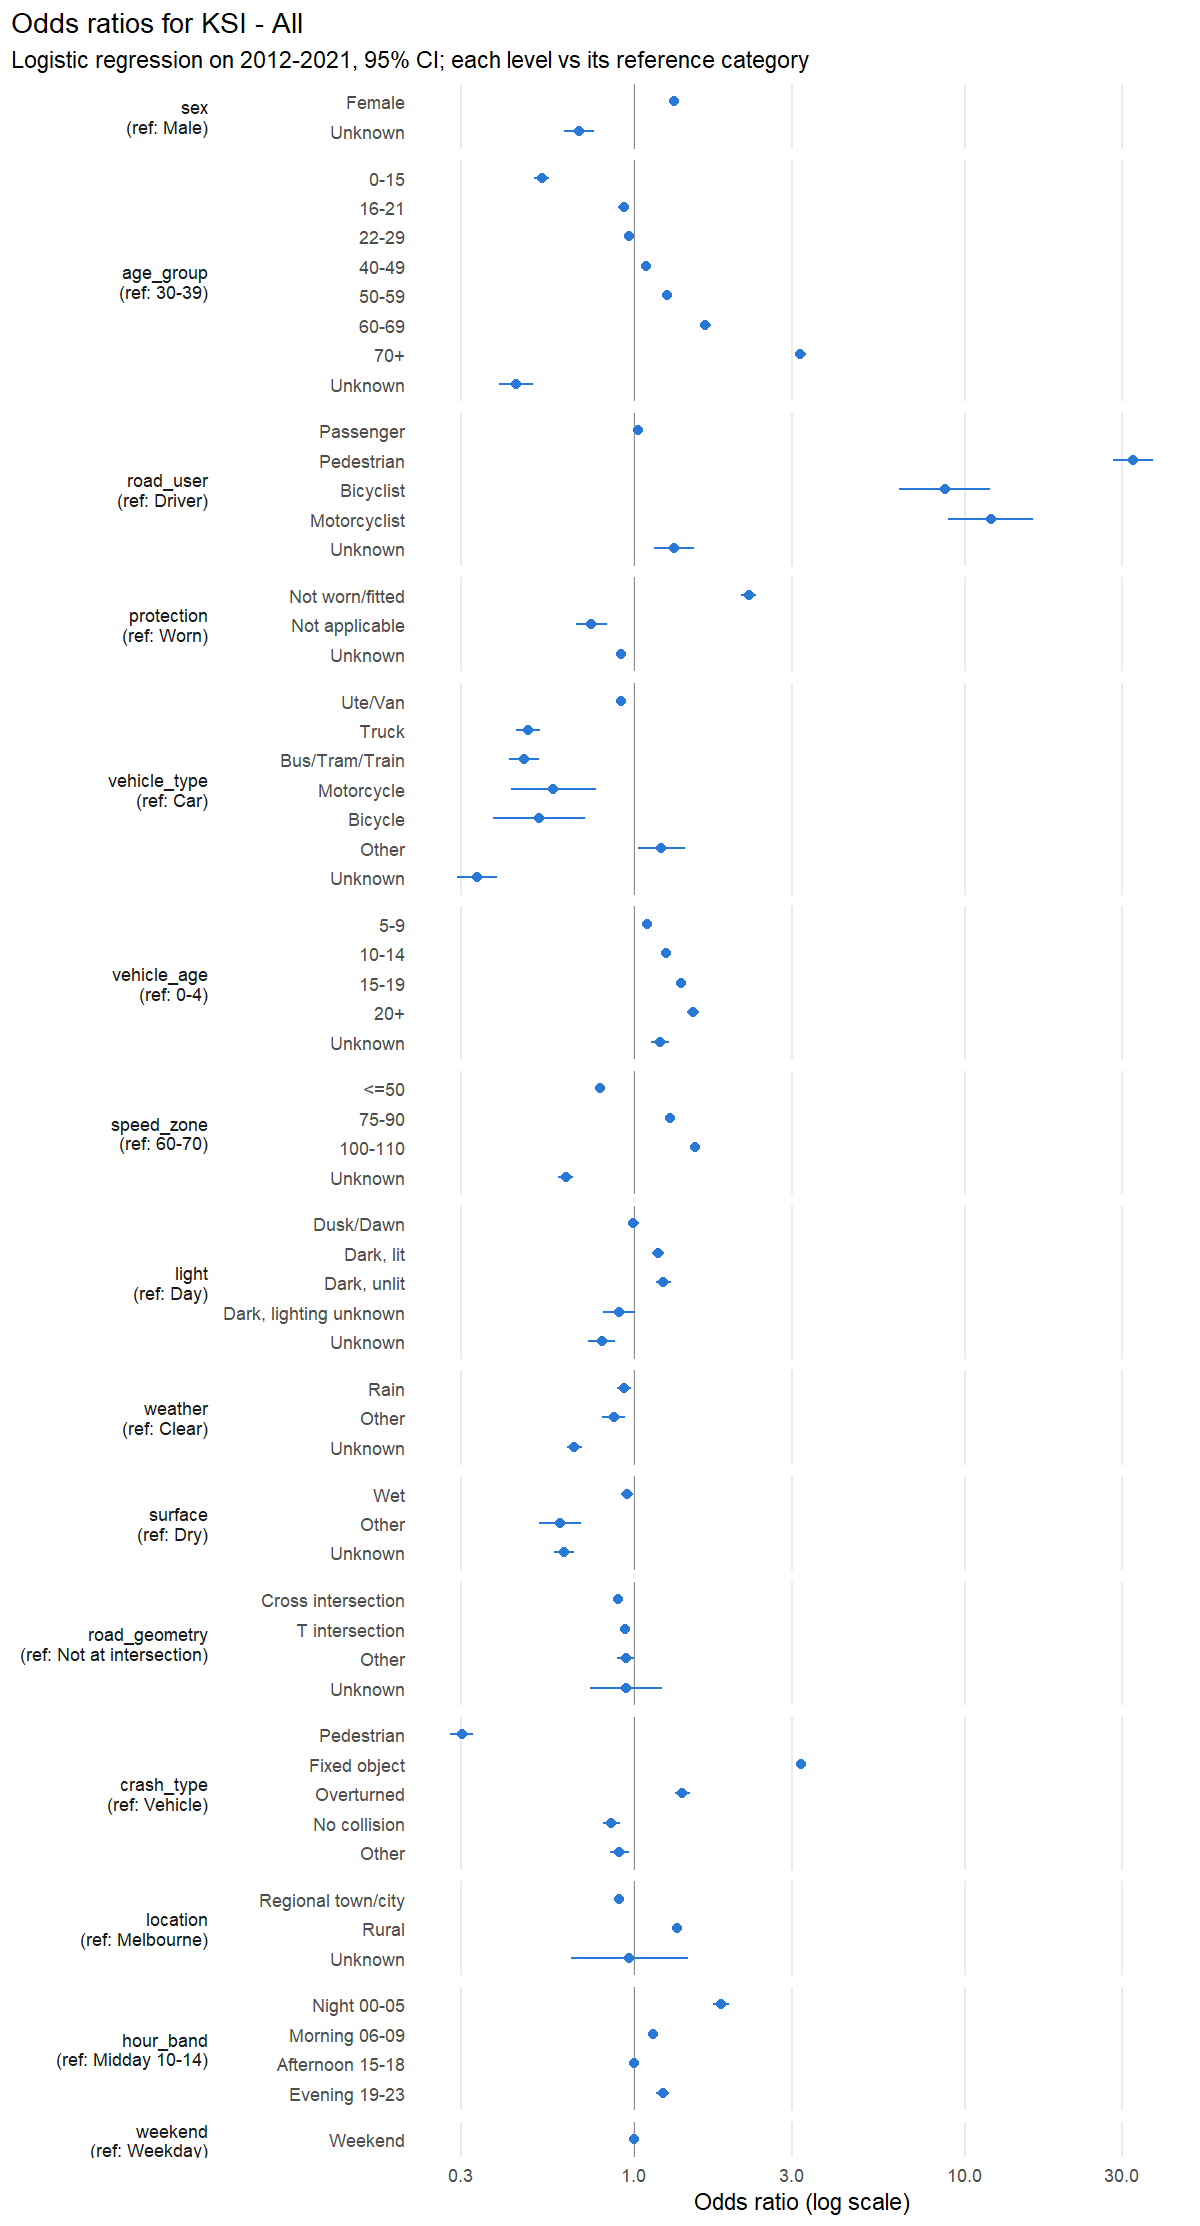 Odds ratios for KSI - All
Logistic regression on 2012-2021, 95% CI; each level vs its reference category
sex
(ref: Male)
Female
Unknown
age_group
(ref: 30-39)
0-15
16-21
22-29
40-49
50-59
60-69
70+
Unknown
road_user
(ref: Driver)
Passenger
Pedestrian
Bicyclist
Motorcyclist
Unknown
protection
(ref: Worn)
Not worn/fitted
Not applicable
Unknown
vehicle_type
(ref: Car)
Ute/Van
Truck
Bus/Tram/Train
Motorcycle
Bicycle
Other
Unknown
vehicle_age
(ref: 0-4)
5-9
10-14
15-19
20+
Unknown
speed_zone
(ref: 60-70)
<=50
75-90
100-110
Unknown
light
(ref: Day)
Dusk/Dawn
Dark, lit
Dark, unlit
Dark, lighting unknown
Unknown
weather
(ref: Clear)
Rain
Other
Unknown
surface
(ref: Dry)
Wet
Other
Unknown
road_geometry
(ref: Not at intersection)
Cross intersection
T intersection
Other
Unknown
crash_type
(ref: Vehicle)
Pedestrian
Fixed object
Overturned
No collision
Other
location
(ref: Melbourne)
Regional town/city
Rural
Unknown
hour_band
(ref: Midday 10-14)
Night 00-05
Morning 06-09
Afternoon 15-18
Evening 19-23
weekend
(ref: Weekday)
Weekend
0.3 1.0 3.0 10.0 30.0
Odds ratio (log scale)